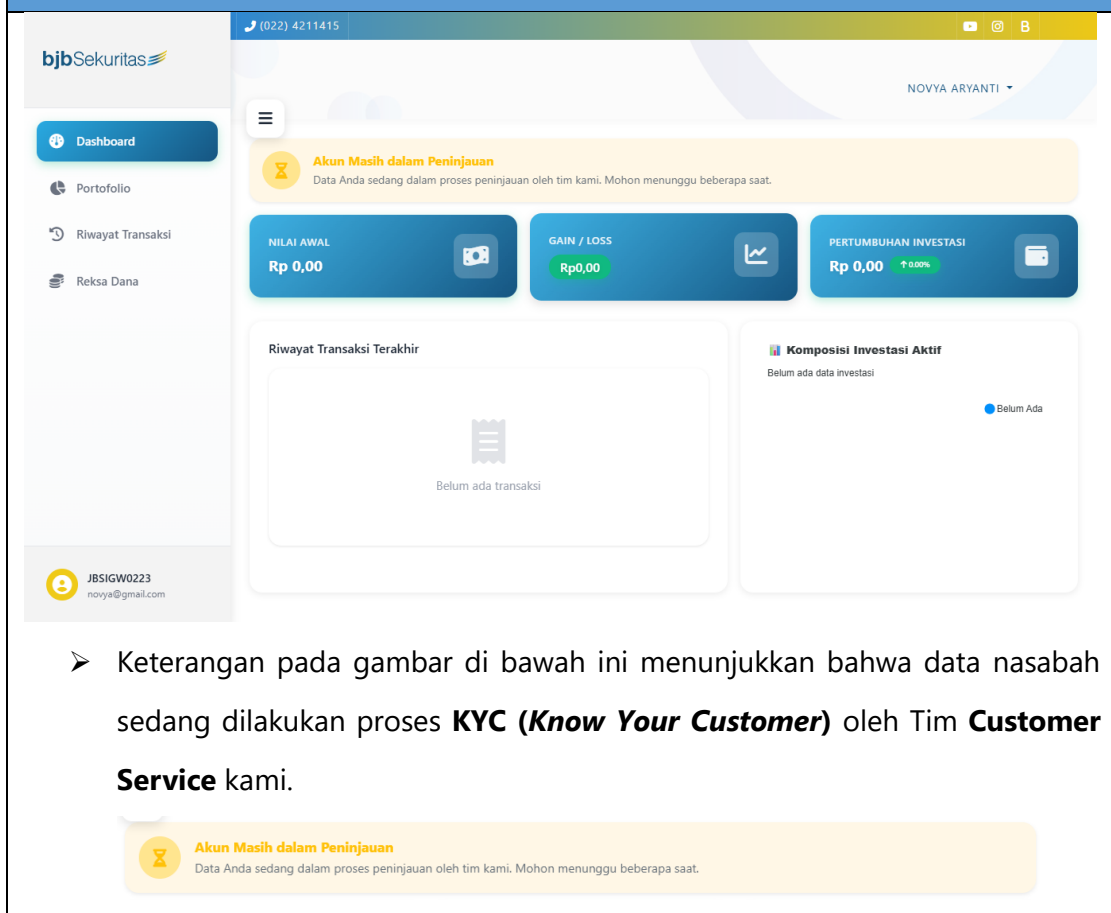 (022) 4211415
B
bjbSekuritas
NOVYA ARYANTI
Dashboard
Portofolio
Riwayat Transaksi
Reksa Dana
Akun Masih dalam Peninjauan
Data Anda sedang dalam proses peninjauan oleh tim kami. Mohon menunggu beberapa saat.
NILAI AWAL
Rp 0,00
GAIN / LOSS
Rp0,00
PERTUMBUHAN INVESTASI
Rp 0,00 ↑ 0.00%
Riwayat Transaksi Terakhir
Belum ada transaksi
Komposisi Investasi Aktif
Belum ada data investasi
Belum Ada
JBSIGW0223
novya@gmail.com
➢ Keterangan pada gambar di bawah ini menunjukkan bahwa data nasabah
sedang dilakukan proses KYC (Know Your Customer) oleh Tim Customer
Service kami.
Akun Masih dalam Peninjauan
Data Anda sedang dalam proses peninjauan oleh tim kami. Mohon menunggu beberapa saat.